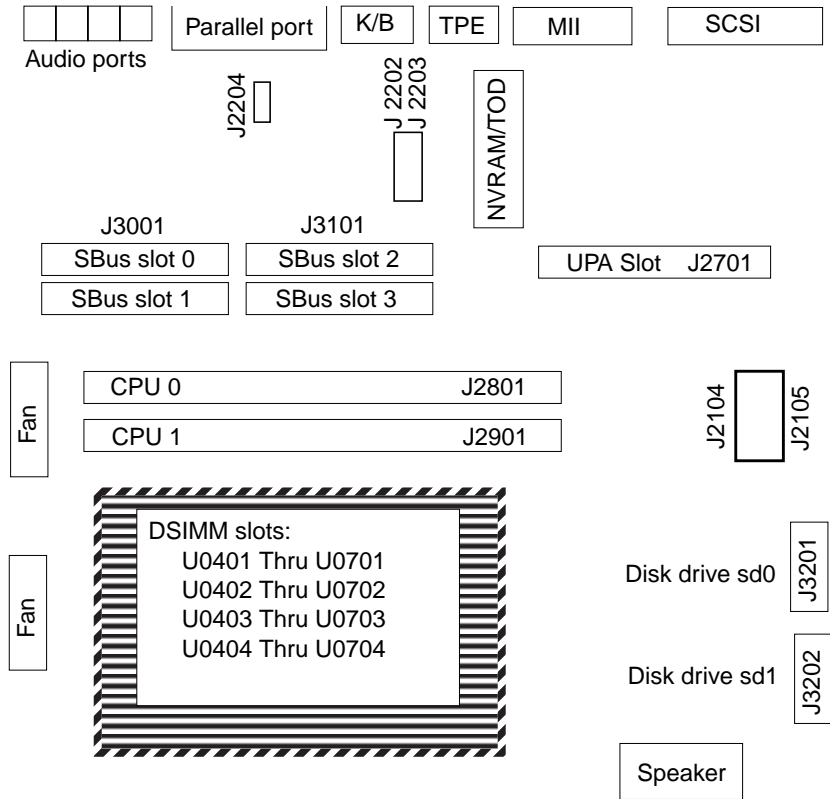 Parallel port
K/B
TPE
MII
SCSI
Audio ports
J2204
J 2202
J 2203
NVRAM/TOD
J3001
J3101
SBus slot 0
SBus slot 2
UPA Slot J2701
SBus slot 1
SBus slot 3
Fan
CPU 0 J2801
J2104
J2105
CPU 1 J2901
DSIMM slots:
U0401 Thru U0701
U0402 Thru U0702
U0403 Thru U0703
U0404 Thru U0704
Fan
Disk drive sd0
J3201
Disk drive sd1
J3202
Speaker